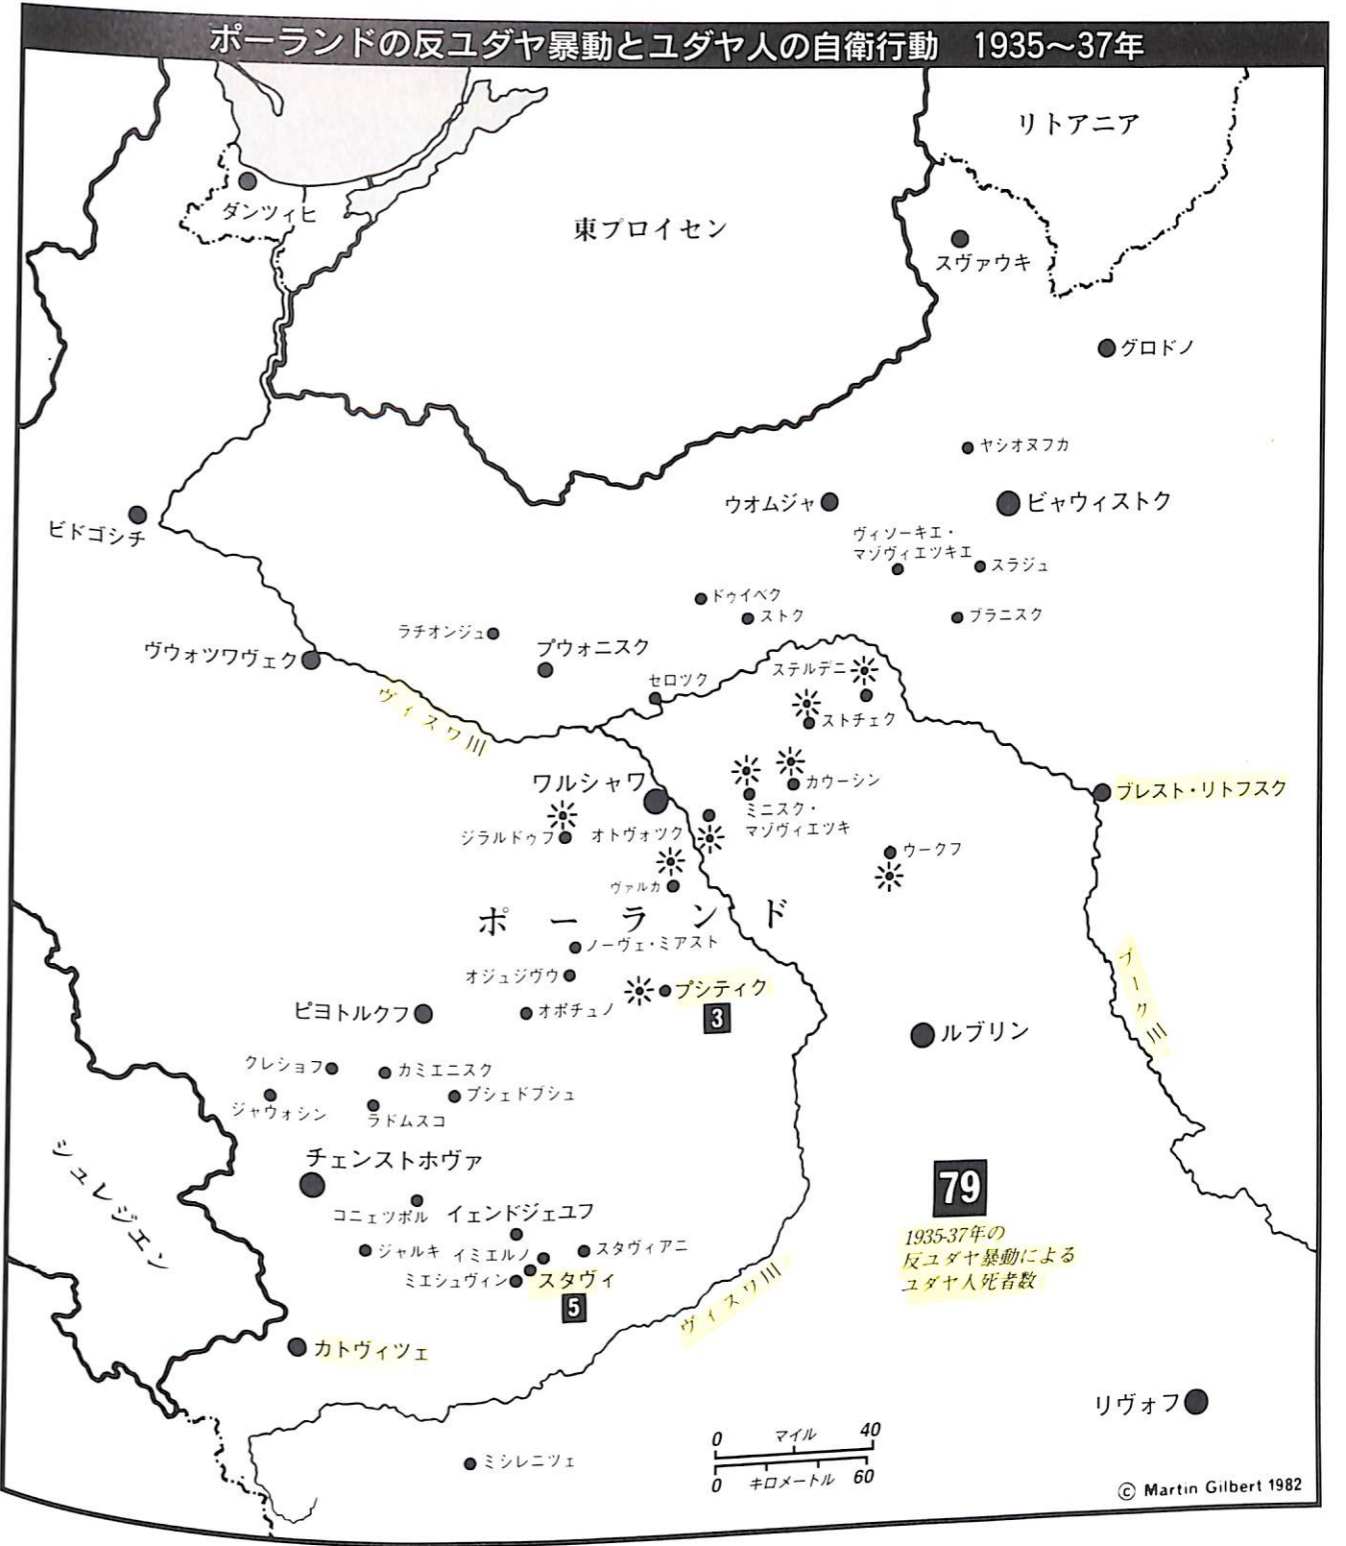 ポーランドの反ユダヤ暴動とユダヤ人の自衛行動 1935〜37年
リトアニア
ダンツィヒ
東プロイセン
スヴァウキ
グロドノ
ヤシオヌフカ
ウオムジャ
ビャウィストク
ビドゴシチ
ヴィソーキエ・
マゾヴィエツキエ
スラジュ
ドゥイベク
ストク
ブラニスク
ラチオンジュ
プウォニスク
ヴウォツワヴェク
セロツク
ステルデニ
ヴィスワ川
ストチェク
ワルシャワ
カウーシン
ブレスト・リトフスク
ミニスク・
マゾヴィエツキ
ジラルドゥフ
オトヴォツク
ウークフ
ヴァルカ
ポーランド
ノーヴェ・ミアスト
オジュジヴウ
プシティク
3
ブーク川
ピヨトルクフ
オポチュノ
ルブリン
クレショフ
カミエニスク
ジャウォシン
ラドムスコ
プシェドブシュ
シュレジエン
チェンストホヴァ
コニェツポル
イェンドジェユフ
79
1935-37年の
反ユダヤ暴動による
ユダヤ人死者数
ジャルキ
イミエルノ
スタヴィアニ
ミエシュヴィン
スタヴィ
5
ヴィスワ川
カトヴィツェ
リヴォフ
0 マイル 40
0 キロメートル 60
ミシレニツェ
© Martin Gilbert 1982